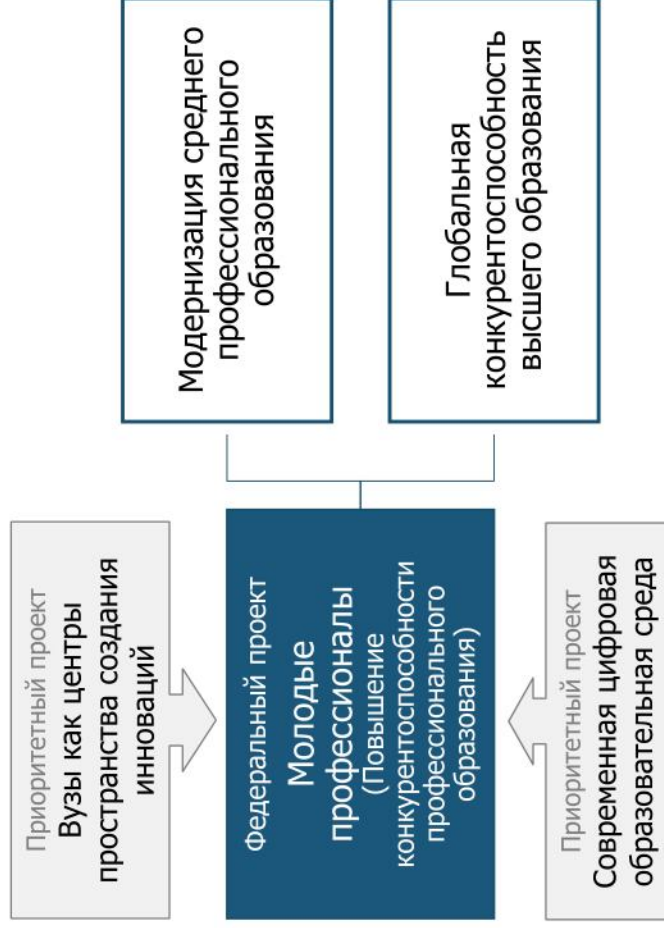 Приоритетный проект
Вузы как центры
пространства создания
инноваций
Федеральный проект
Молодые
профессионалы
(Повышение
конкурентоспособности
профессионального
образования)
Приоритетный проект
Современная цифровая
образовательная среда
Модернизация среднего
профессионального
образования
Глобальная
конкурентоспособность
высшего образования